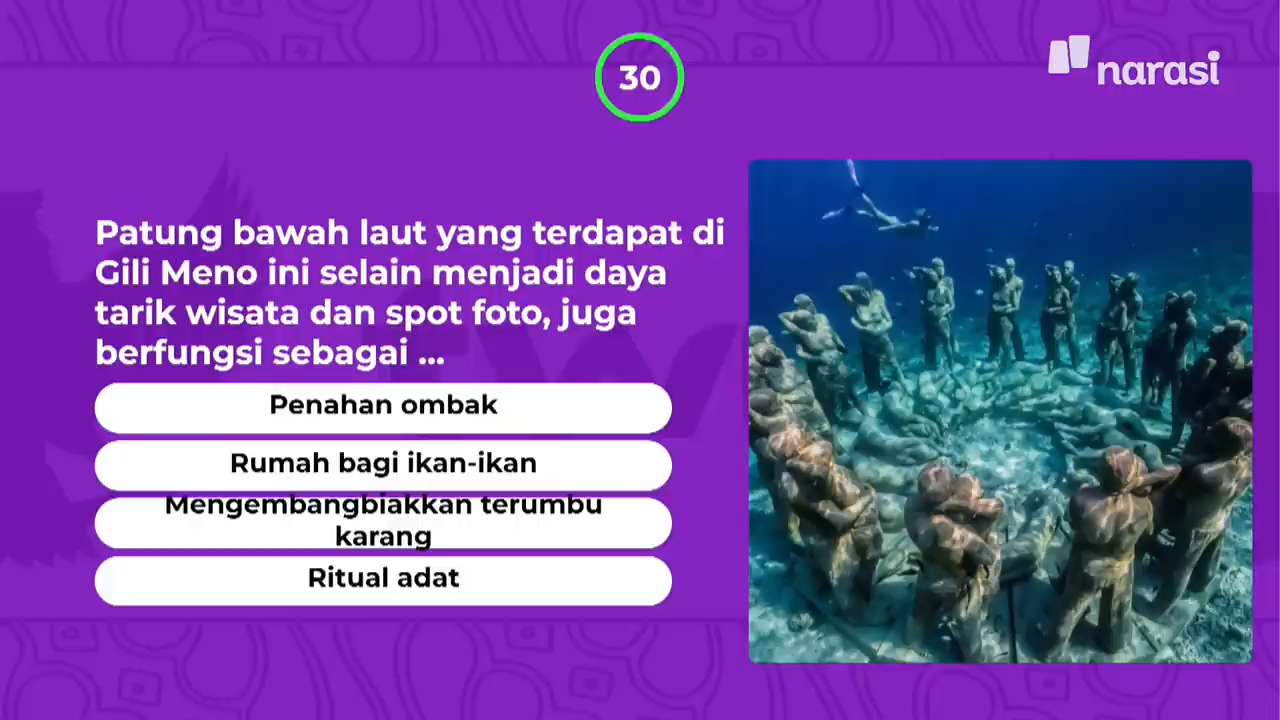 30
narasi
Patung bawah laut yang terdapat di
Gili Meno ini selain menjadi daya
tarik wisata dan spot foto, juga
berfungsi sebagai ...
Penahan ombak
Rumah bagi ikan-ikan
Mengembangbiakkan terumbu
karang
Ritual adat